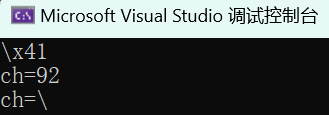 C:\ Microsoft Visual Studio 调试控制台
\x41
ch=92
ch=\